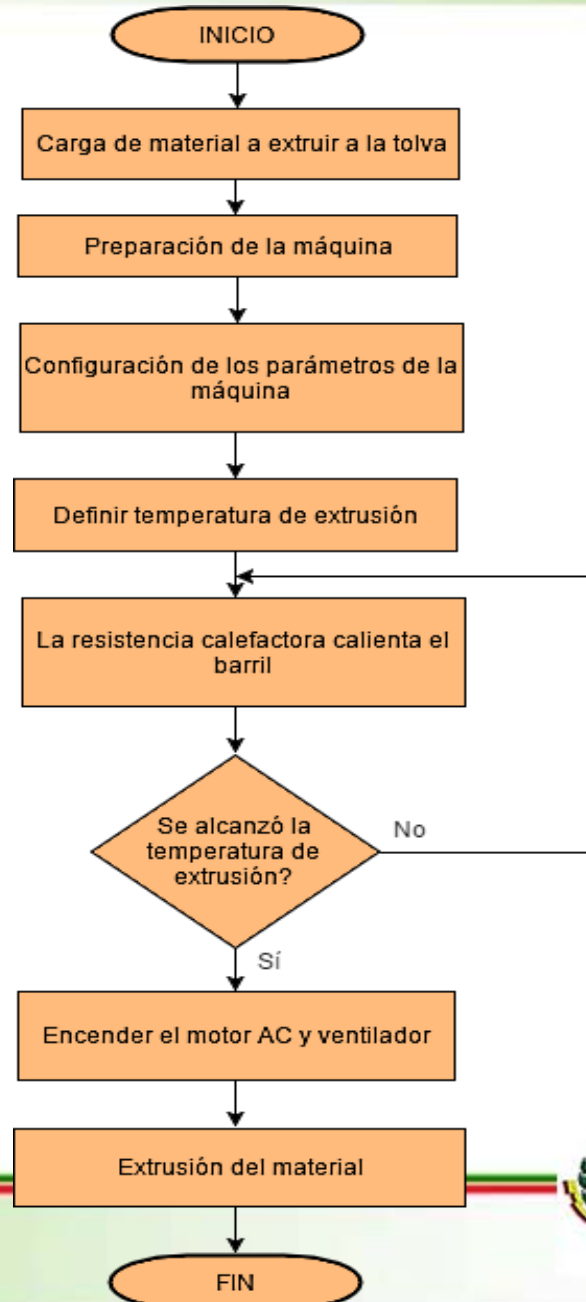 INICIO
Carga de material a extruir a la tolva
Preparación de la máquina
Configuración de los parámetros de la
máquina
Definir temperatura de extrusión
La resistencia calefactora calienta el
barril
Se alcanzó la
temperatura de
extrusión?
No
Sí
Encender el motor AC y ventilador
Extrusión del material
FIN